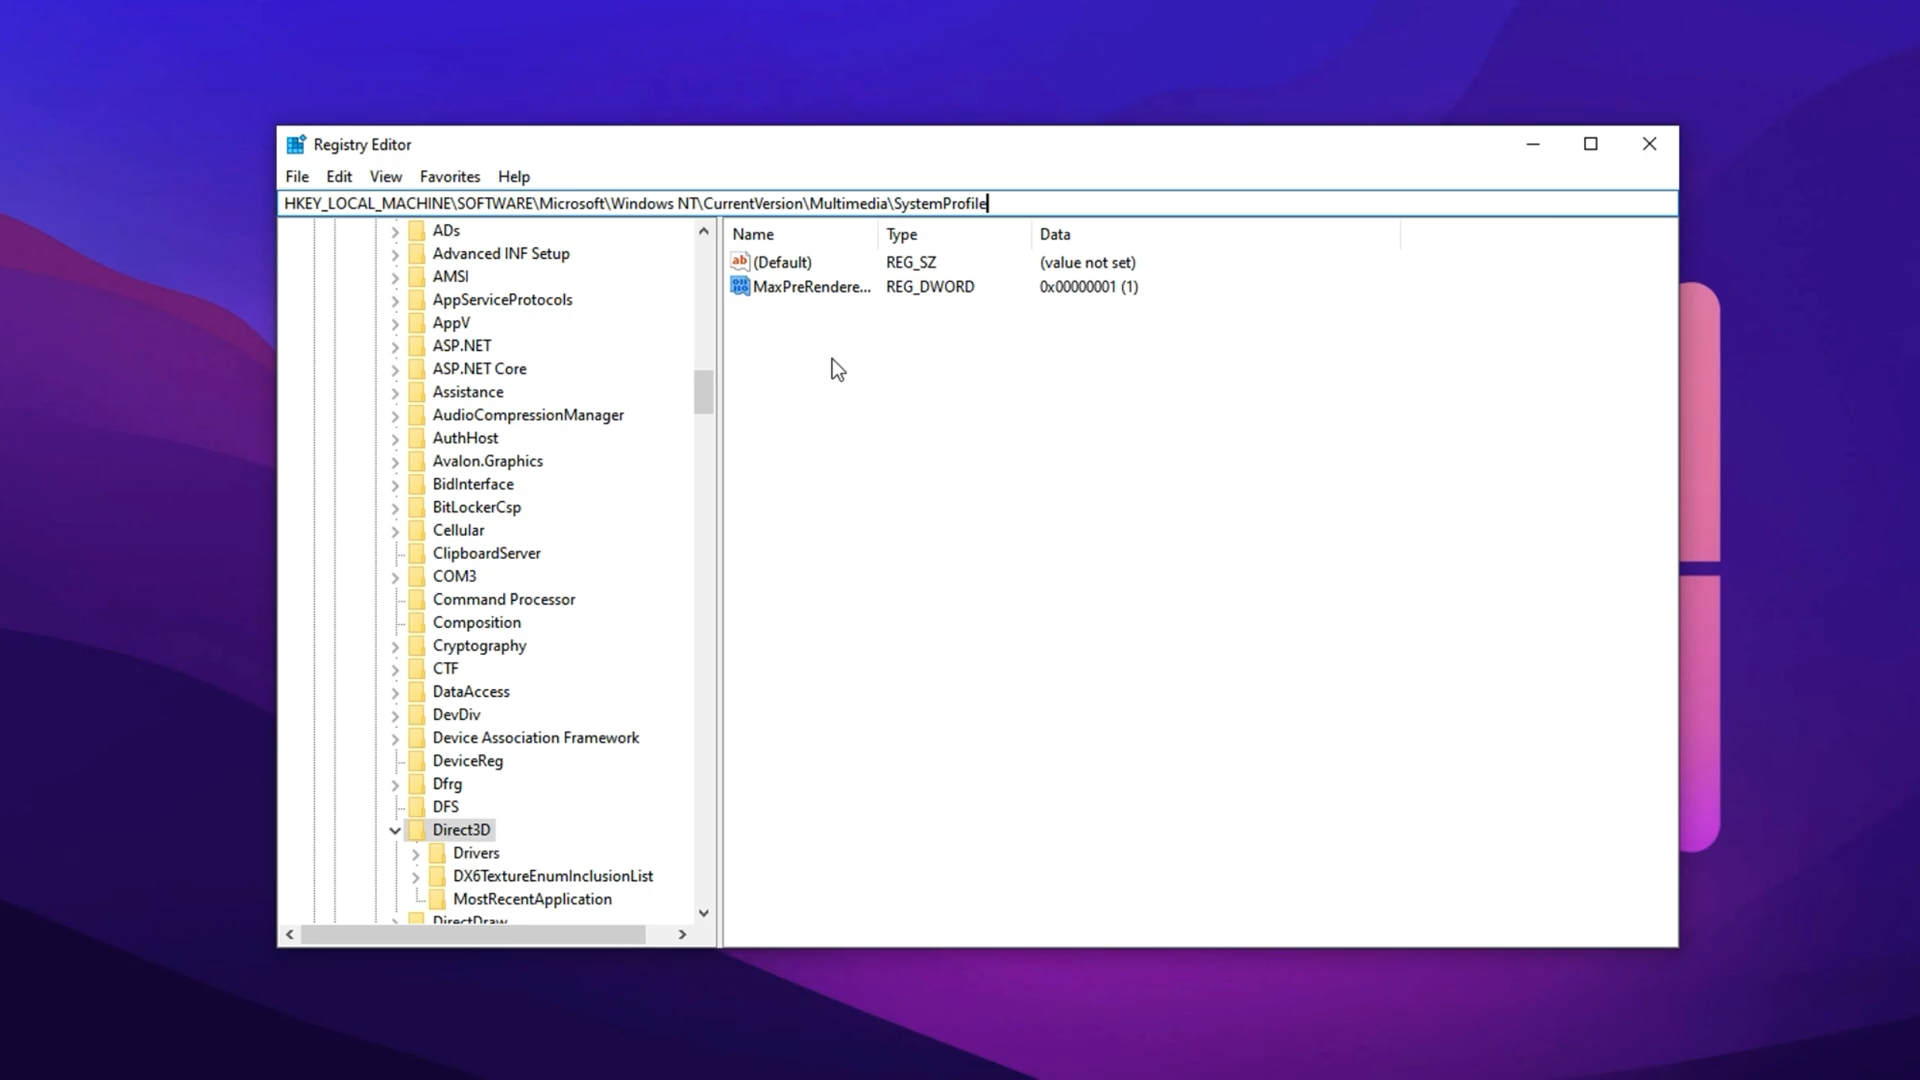 Registry Editor
File Edit View Favorites Help
HKEY_LOCAL_MACHINE\SOFTWARE\Microsoft\Windows NT\CurrentVersion\Multimedia\SystemProfile
ADs
Advanced INF Setup
AMSI
AppServiceProtocols
AppV
ASP.NET
ASP.NET Core
Assistance
AudioCompressionManager
AuthHost
Avalon.Graphics
BidInterface
BitLockerCsp
Cellular
ClipboardServer
COM3
Command Processor
Composition
Cryptography
CTF
DataAccess
DevDiv
Device Association Framework
DeviceReg
Dfrg
DFS
Direct3D
Drivers
DX6TextureEnumInclusionList
MostRecentApplication
DirectDraw
Name Type Data
(Default) REG_SZ (value not set)
MaxPreRendere... REG_DWORD 0x00000001 (1)